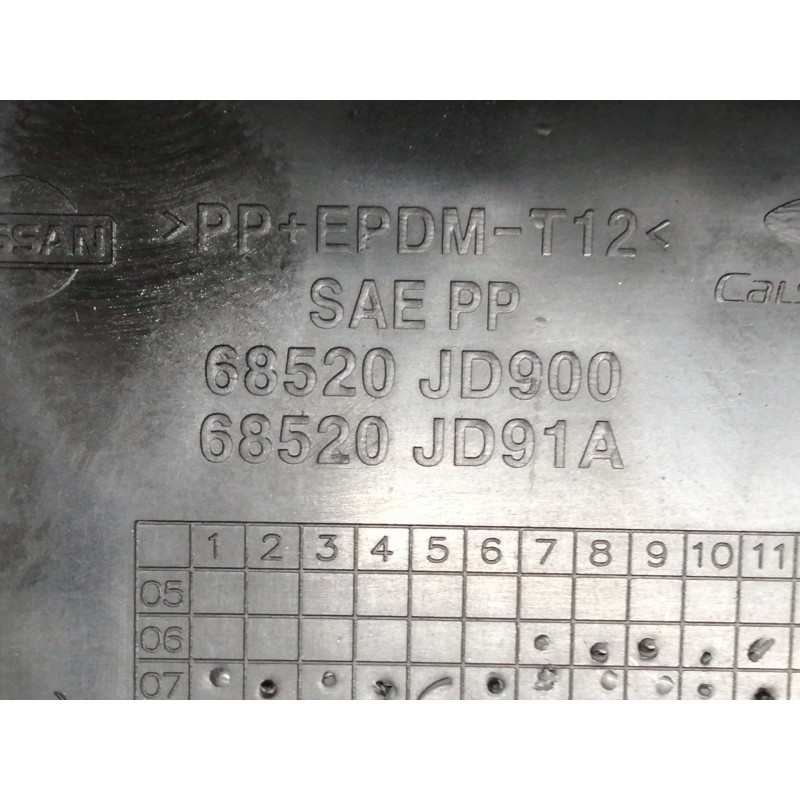 >PP+EPDM-T12<
SAE PP
68520 JD900
68520 JD91A
1 2 3 4 5 6 7 8 9 10 11
05
06
07